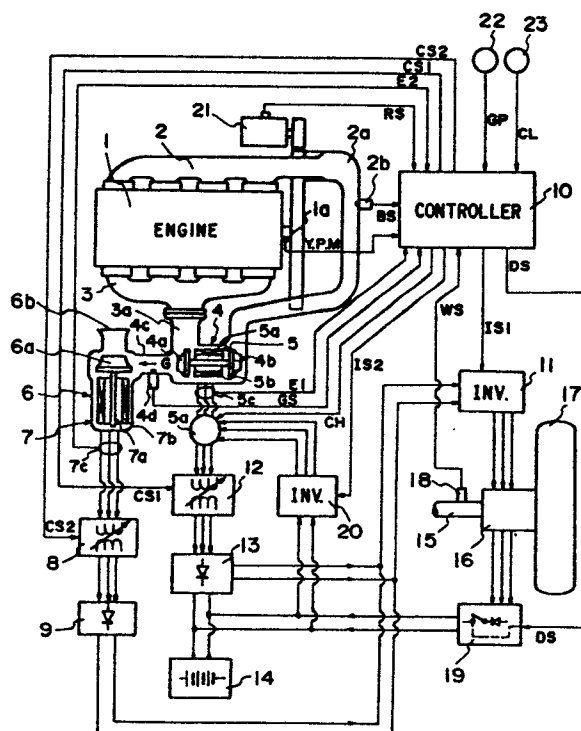 22 23
CS2
CS1
E2
GP
CL
21
RS
2
2a
1
2b
1a
ENGINE
BS
Y.P.M
CONTROLLER
10
DS
3
3a
4
4c
5a
6b
4a
5
WS
IS1
6a
G
4b
IS2
5b
E1
GS
11
INV.
17
6
4d
5c
5a
CH
7
7b
7a
7c
12
INV.
20
18
CS1
CS2
15
16
8
13
9
19
DS
14